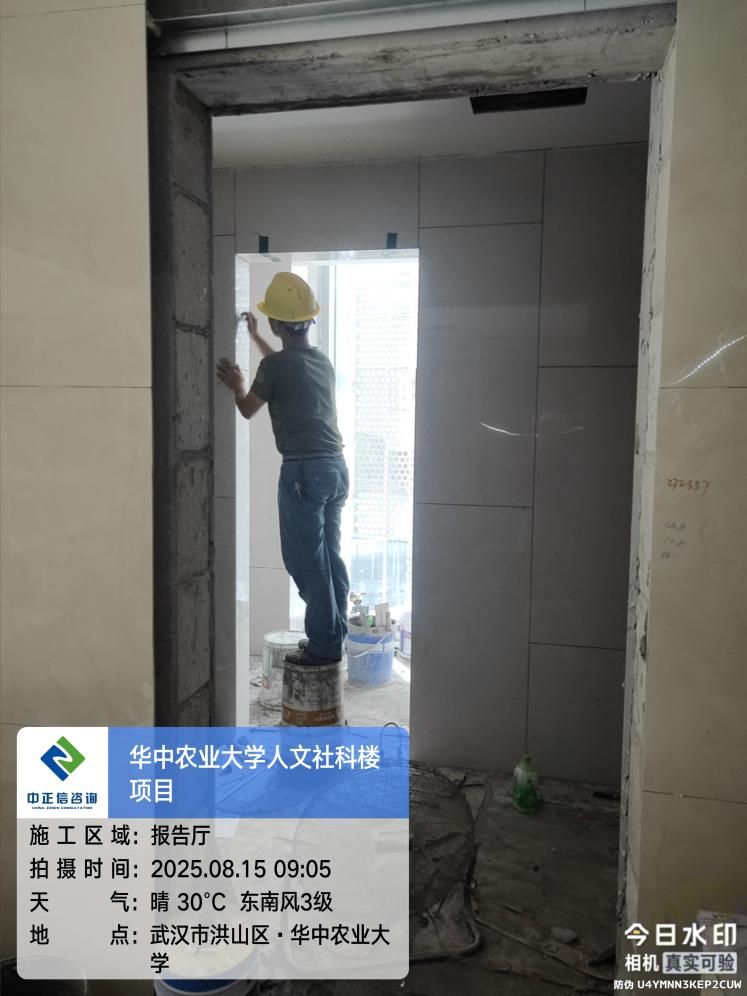 272337
华中农业大学人文社科楼
项目
中正信咨询
施工区域：报告厅
拍摄时间：2025.08.15 09:05
天气：晴 30℃ 东南风3级
地点：武汉市洪山区·华中农业大
学
今日水印
相机 真实可验
防伪 U4YMNN3KEP2CUW